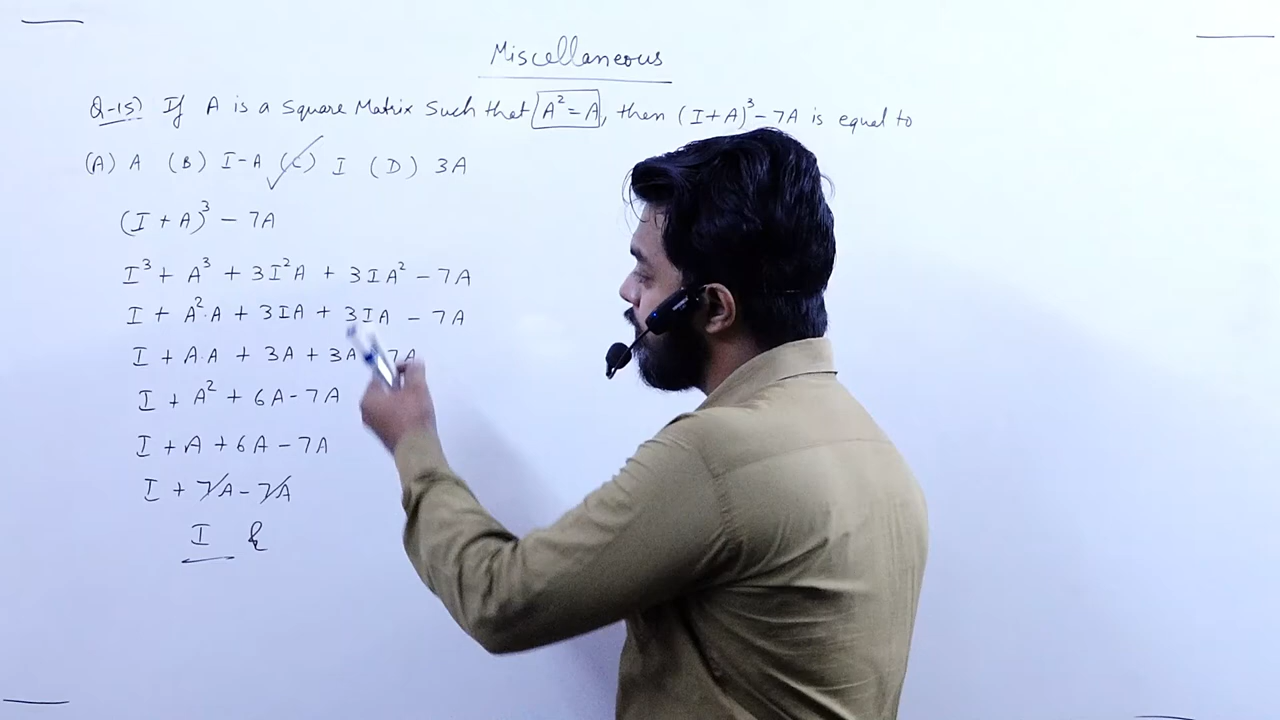 Miscellaneous
Q-15) If A is a Square Matrix Such that A² = A, then (I+A)³ - 7A is equal to
(A) A (B) I-A (C) I (D) 3A
(I + A)³ - 7A
I³ + A³ + 3I²A + 3IA² - 7A
I + A².A + 3IA + 3IA - 7A
I + A.A + 3A + 3A 7A
I + A² + 6A - 7A
I + A + 6A - 7A
I + 7A - 7A
I